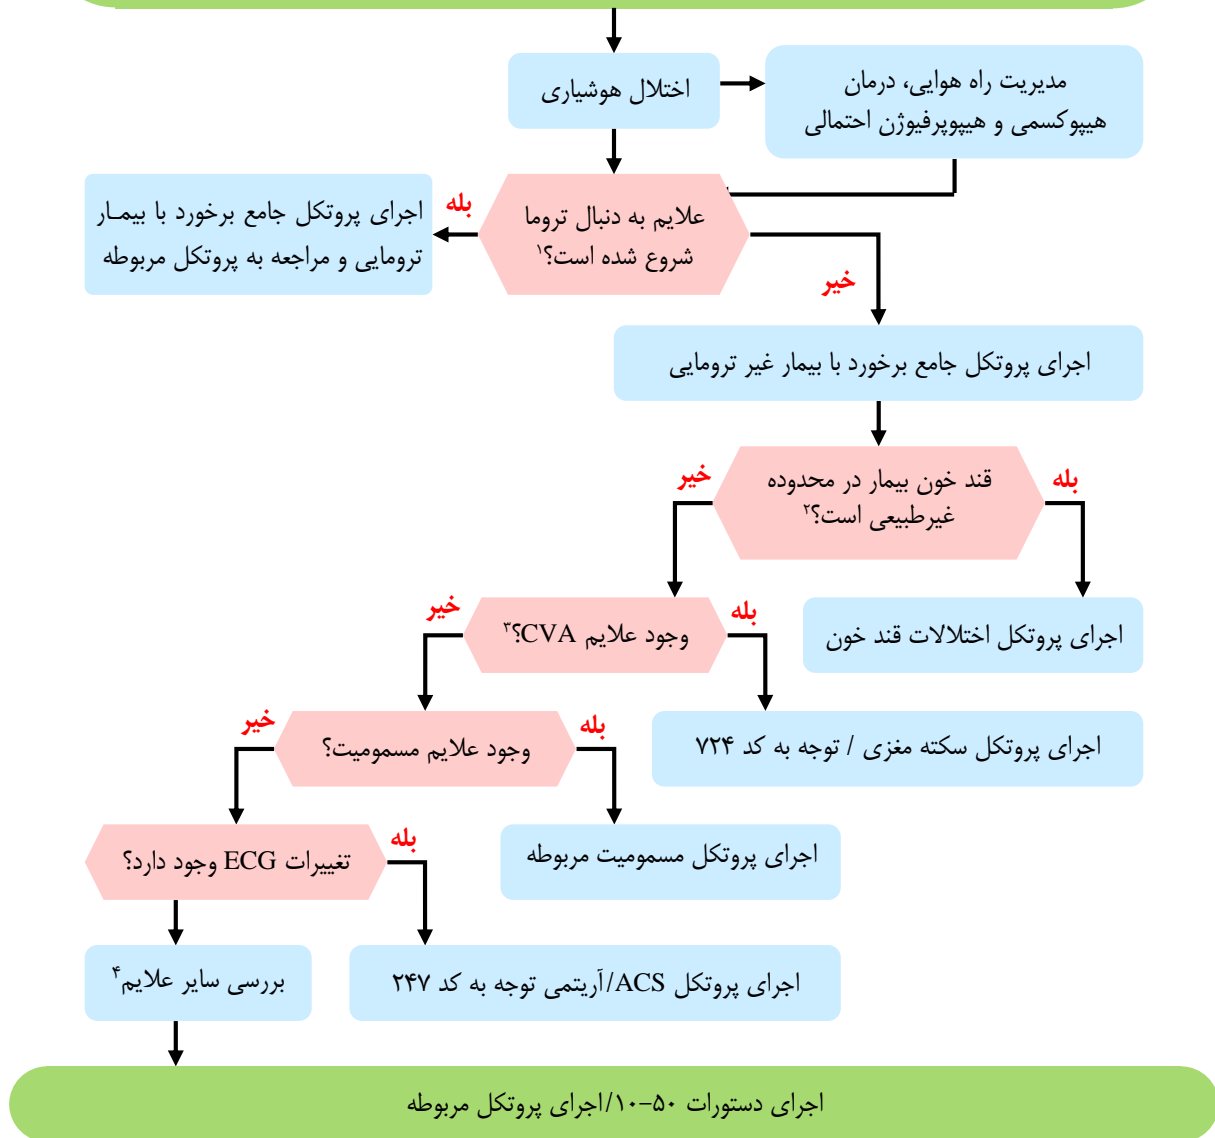 اختلال هوشیاری
مدیریت راه هوایی، درمان
هیپوکسمی و هیپوپرفیوژن احتمالی
علایم به دنبال تروما
شروع شده است؟۱
بله
اجرای پروتکل جامع برخورد با بیمـار
ترومایی و مراجعه به پروتکل مربوطه
خیر
اجرای پروتکل جامع برخورد با بیمار غیر ترومایی
قند خون بیمار در محدوده
غیرطبیعی است؟۲
بله
خیر
اجرای پروتکل اختلالات قند خون
وجود علایم CVA؟۳
بله
خیر
اجرای پروتکل سکته مغزی / توجه به کد ۷۲۴
وجود علایم مسمومیت؟
بله
خیر
اجرای پروتکل مسمومیت مربوطه
تغییرات ECG وجود دارد؟
بله
اجرای پروتکل ACS/آریتمی توجه به کد ۲۴۷
بررسی سایر علایم۴
اجرای دستورات ۵۰-۱۰/اجرای پروتکل مربوطه